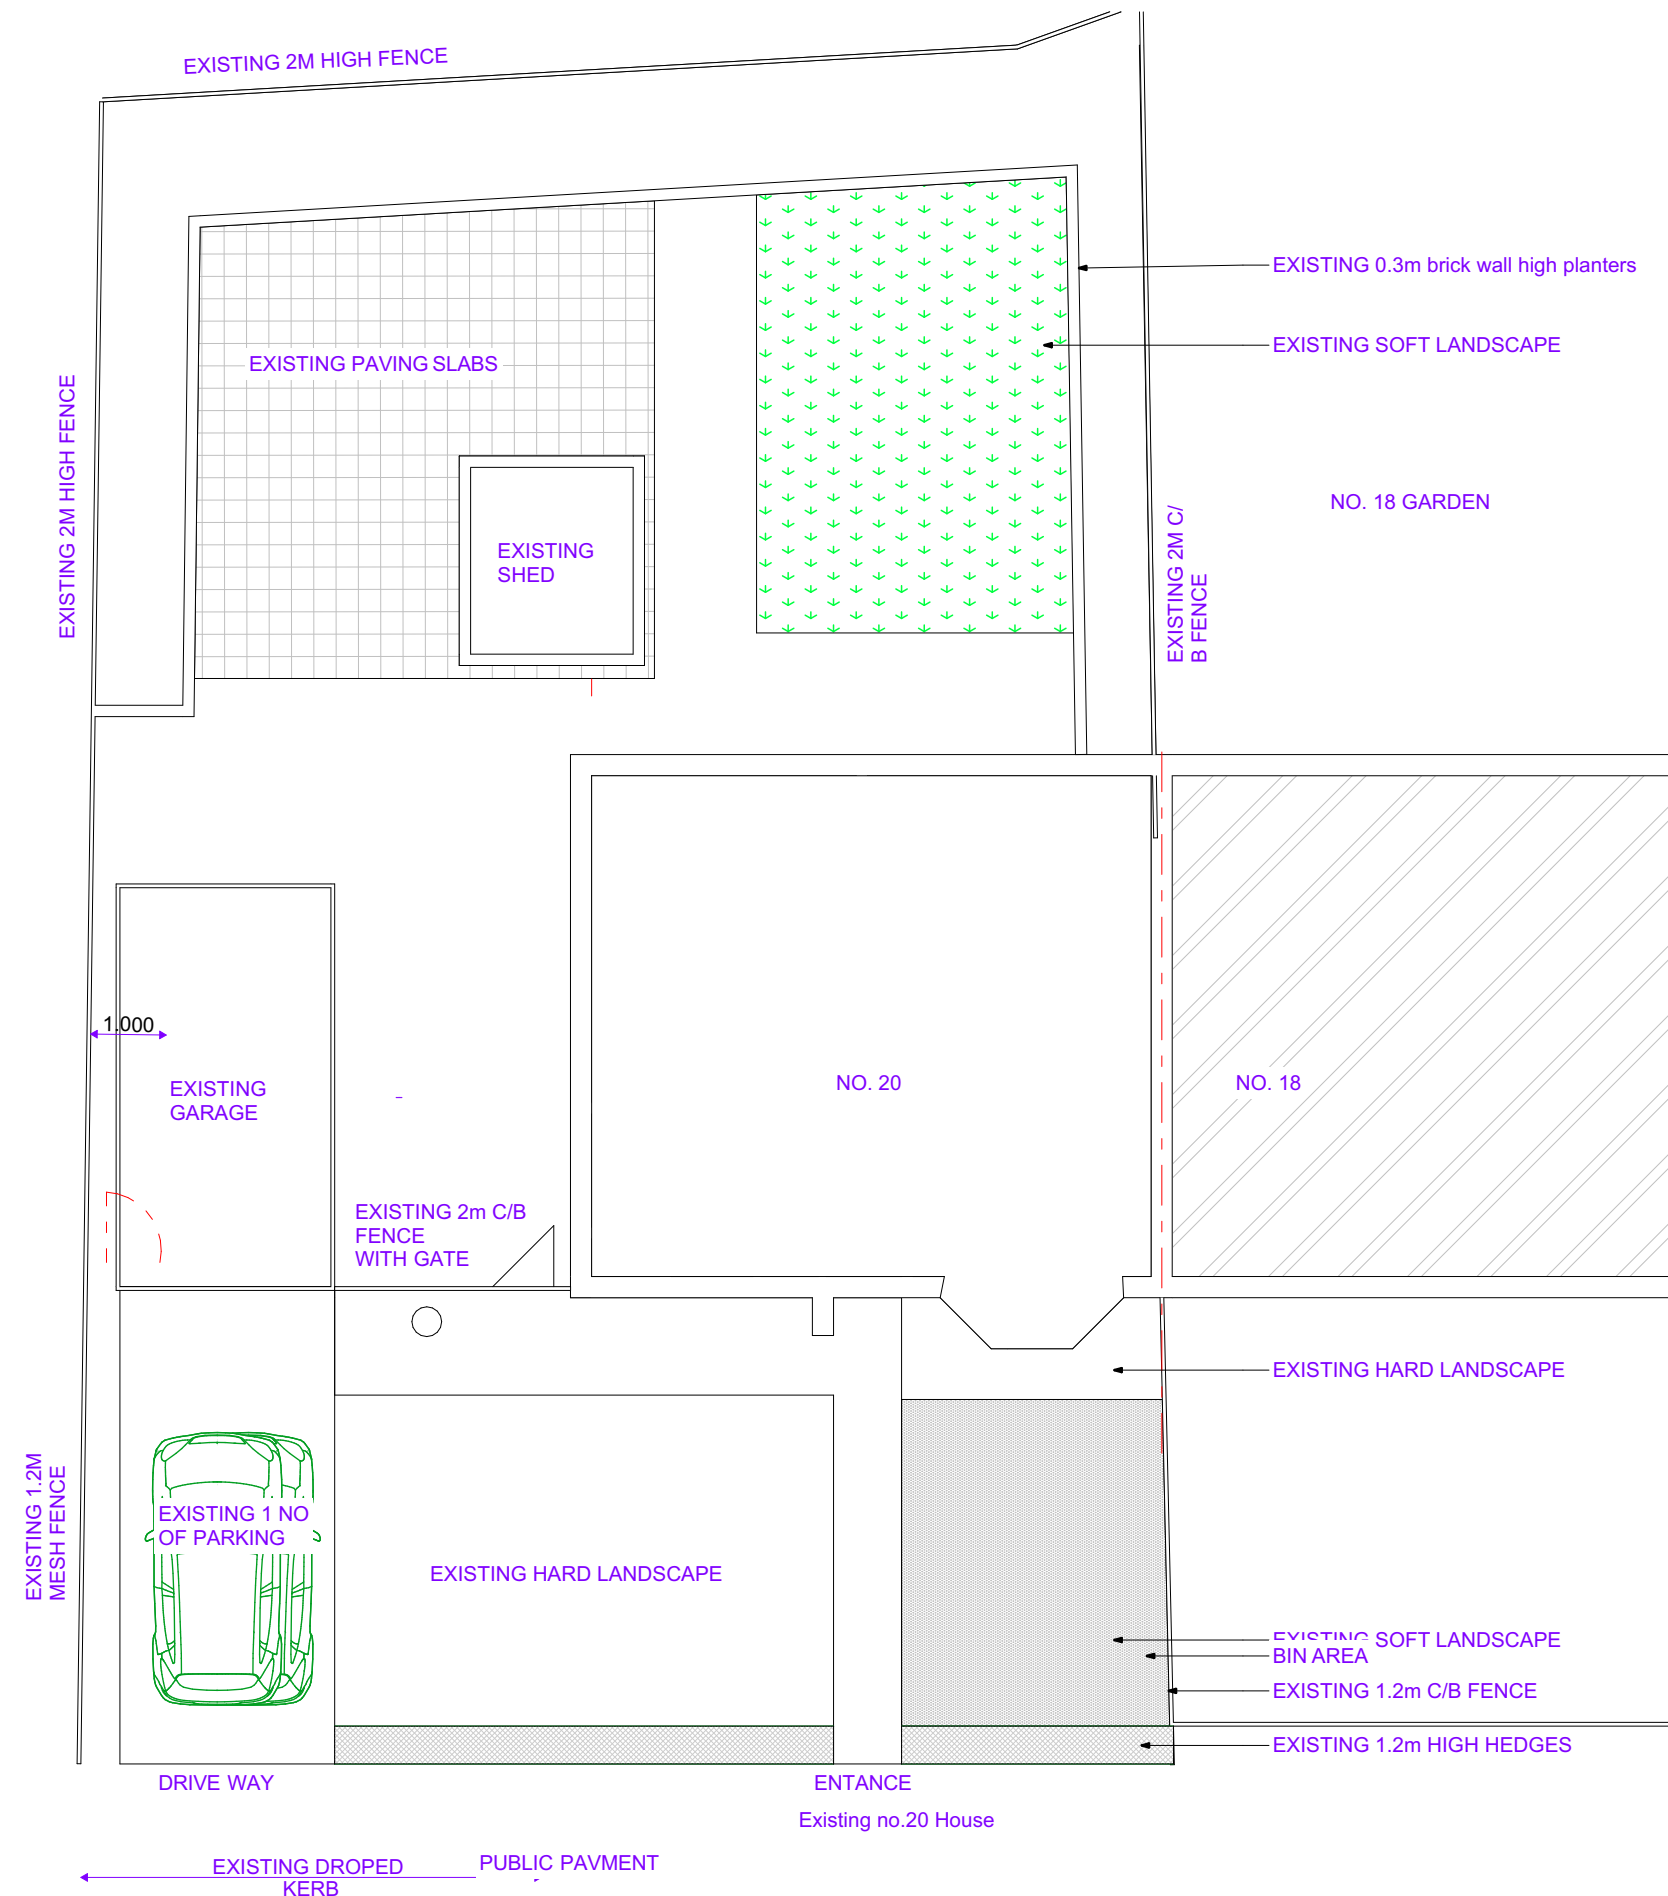 EXISTING 2M HIGH FENCE
EXISTING 0.3m brick wall high planters
EXISTING SOFT LANDSCAPE
EXISTING PAVING SLABS
EXISTING 2M HIGH FENCE
NO. 18 GARDEN
EXISTING 2M C/
B FENCE
EXISTING
SHED
1.000
EXISTING
GARAGE
NO. 20
NO. 18
EXISTING 2m C/B
FENCE
WITH GATE
EXISTING HARD LANDSCAPE
EXISTING 1.2M
MESH FENCE
EXISTING 1 NO
OF PARKING
EXISTING HARD LANDSCAPE
EXISTING SOFT LANDSCAPE
BIN AREA
EXISTING 1.2m C/B FENCE
EXISTING 1.2m HIGH HEDGES
DRIVE WAY
ENTANCE
Existing no.20 House
EXISTING DROPED
KERB
PUBLIC PAVMENT